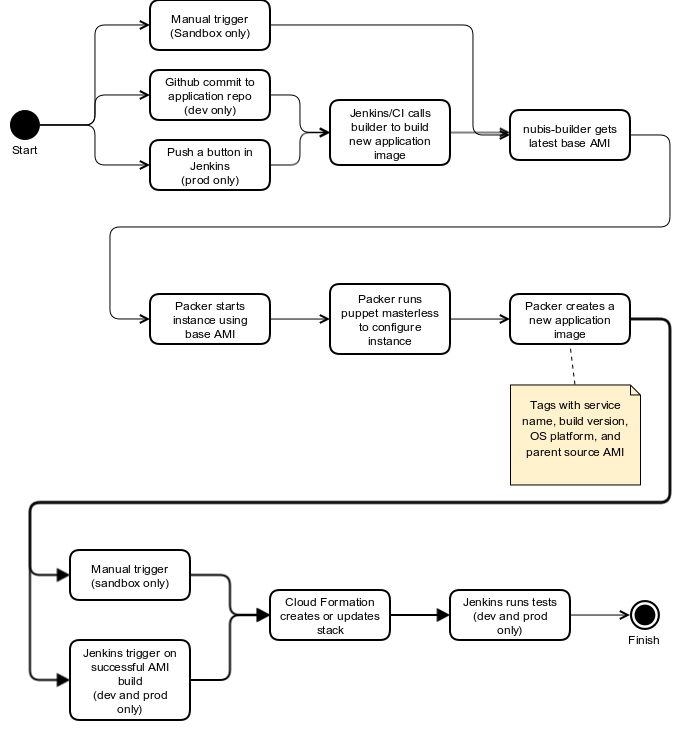 Manual trigger
(Sandbox only)
Github commit to
application repo
(dev only)
Start
Push a button in
Jenkins
(prod only)
Jenkins/CI calls
builder to build
new application
image
nubis-builder gets
latest base AMI
Packer starts
instance using
base AMI
Packer runs
puppet masterless
to configure
instance
Packer creates a
new application
image
Tags with service
name, build version,
OS platform, and
parent source AMI
Manual trigger
(sandbox only)
Jenkins trigger on
successful AMI
build
(dev and prod
only)
Cloud Formation
creates or updates
stack
Jenkins runs tests
(dev and prod
only)
Finish